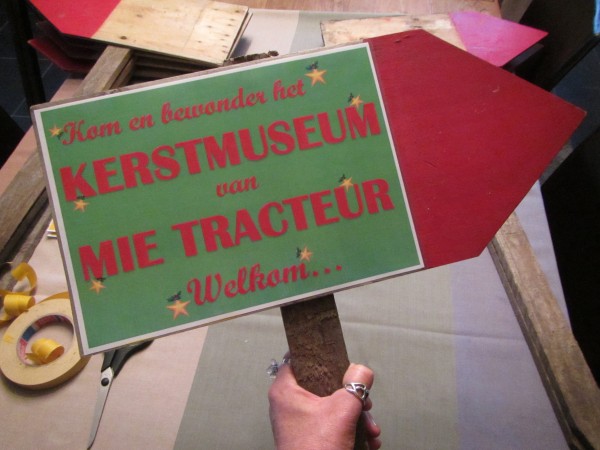 Kom en bewonder het
KERSTMUSEUM
van
MIE TRACTEUR
Welkom...